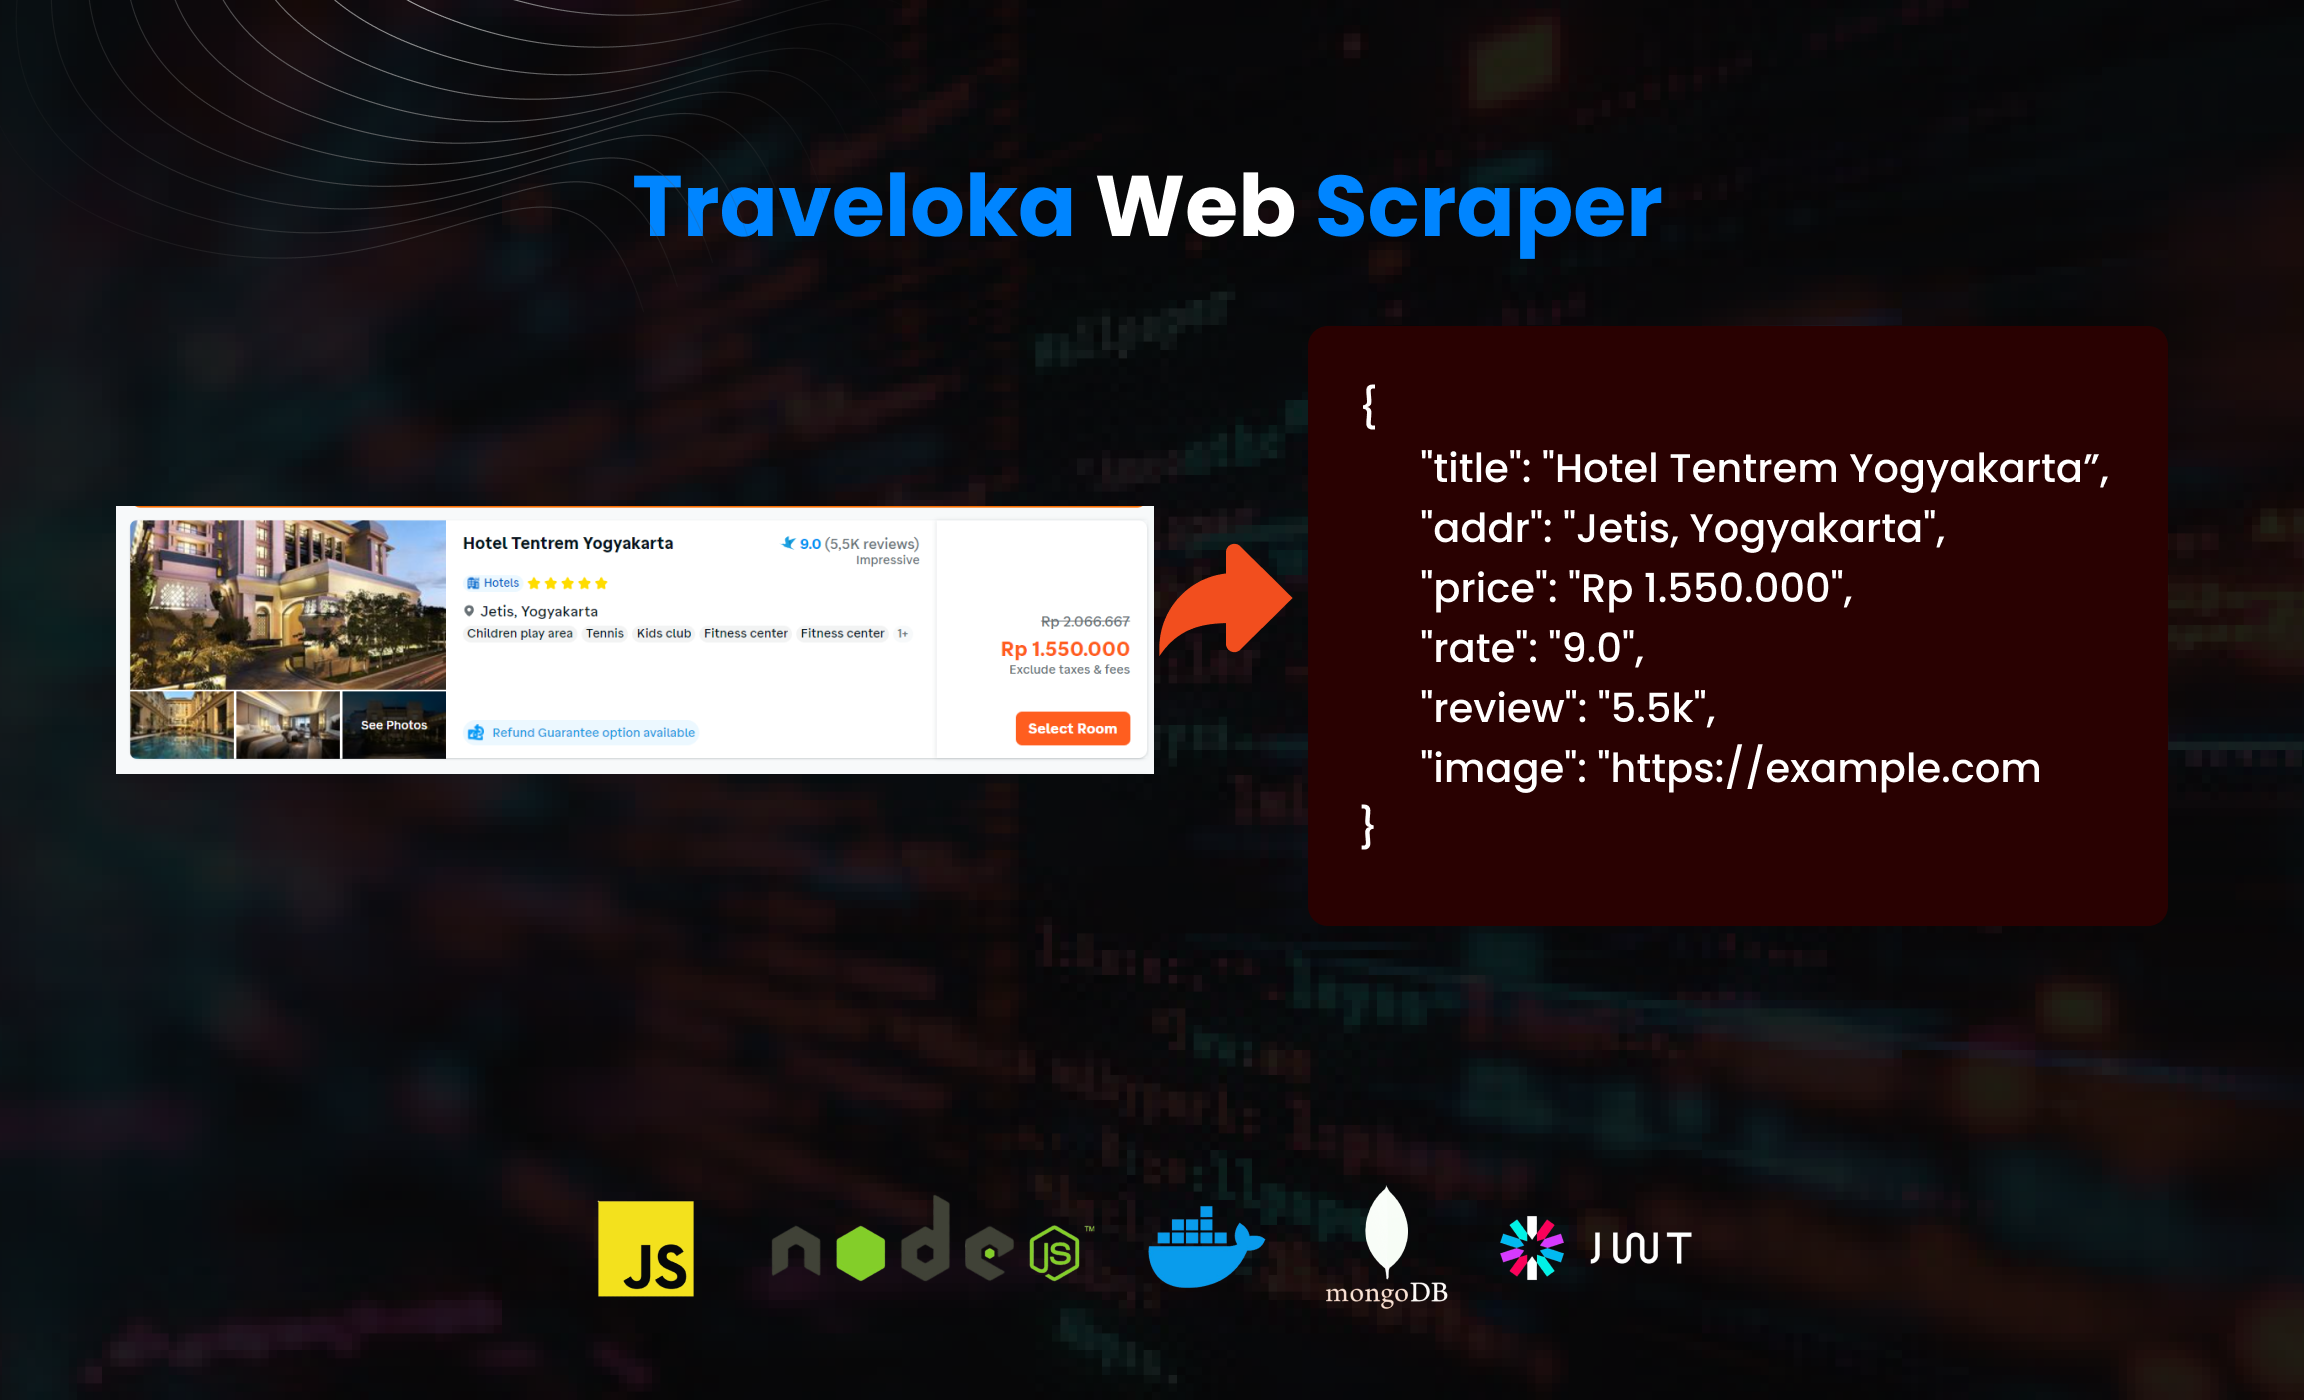 Traveloka Web Scraper
Hotel Tentrem Yogyakarta
9.0 (5,5K reviews)
Impressive
Hotels
Jetis, Yogyakarta
Children play area Tennis Kids club Fitness center Fitness center 1+
Rp 2.066.667
Rp 1.550.000
Exclude taxes & fees
See Photos
Refund Guarantee option available
Select Room
{
"title": "Hotel Tentrem Yogyakarta”,
"addr": "Jetis, Yogyakarta",
"price": "Rp 1.550.000",
"rate": "9.0",
"review": "5.5k",
"image": "https://example.com
}
JS
node JS™
mongoDB
JWT